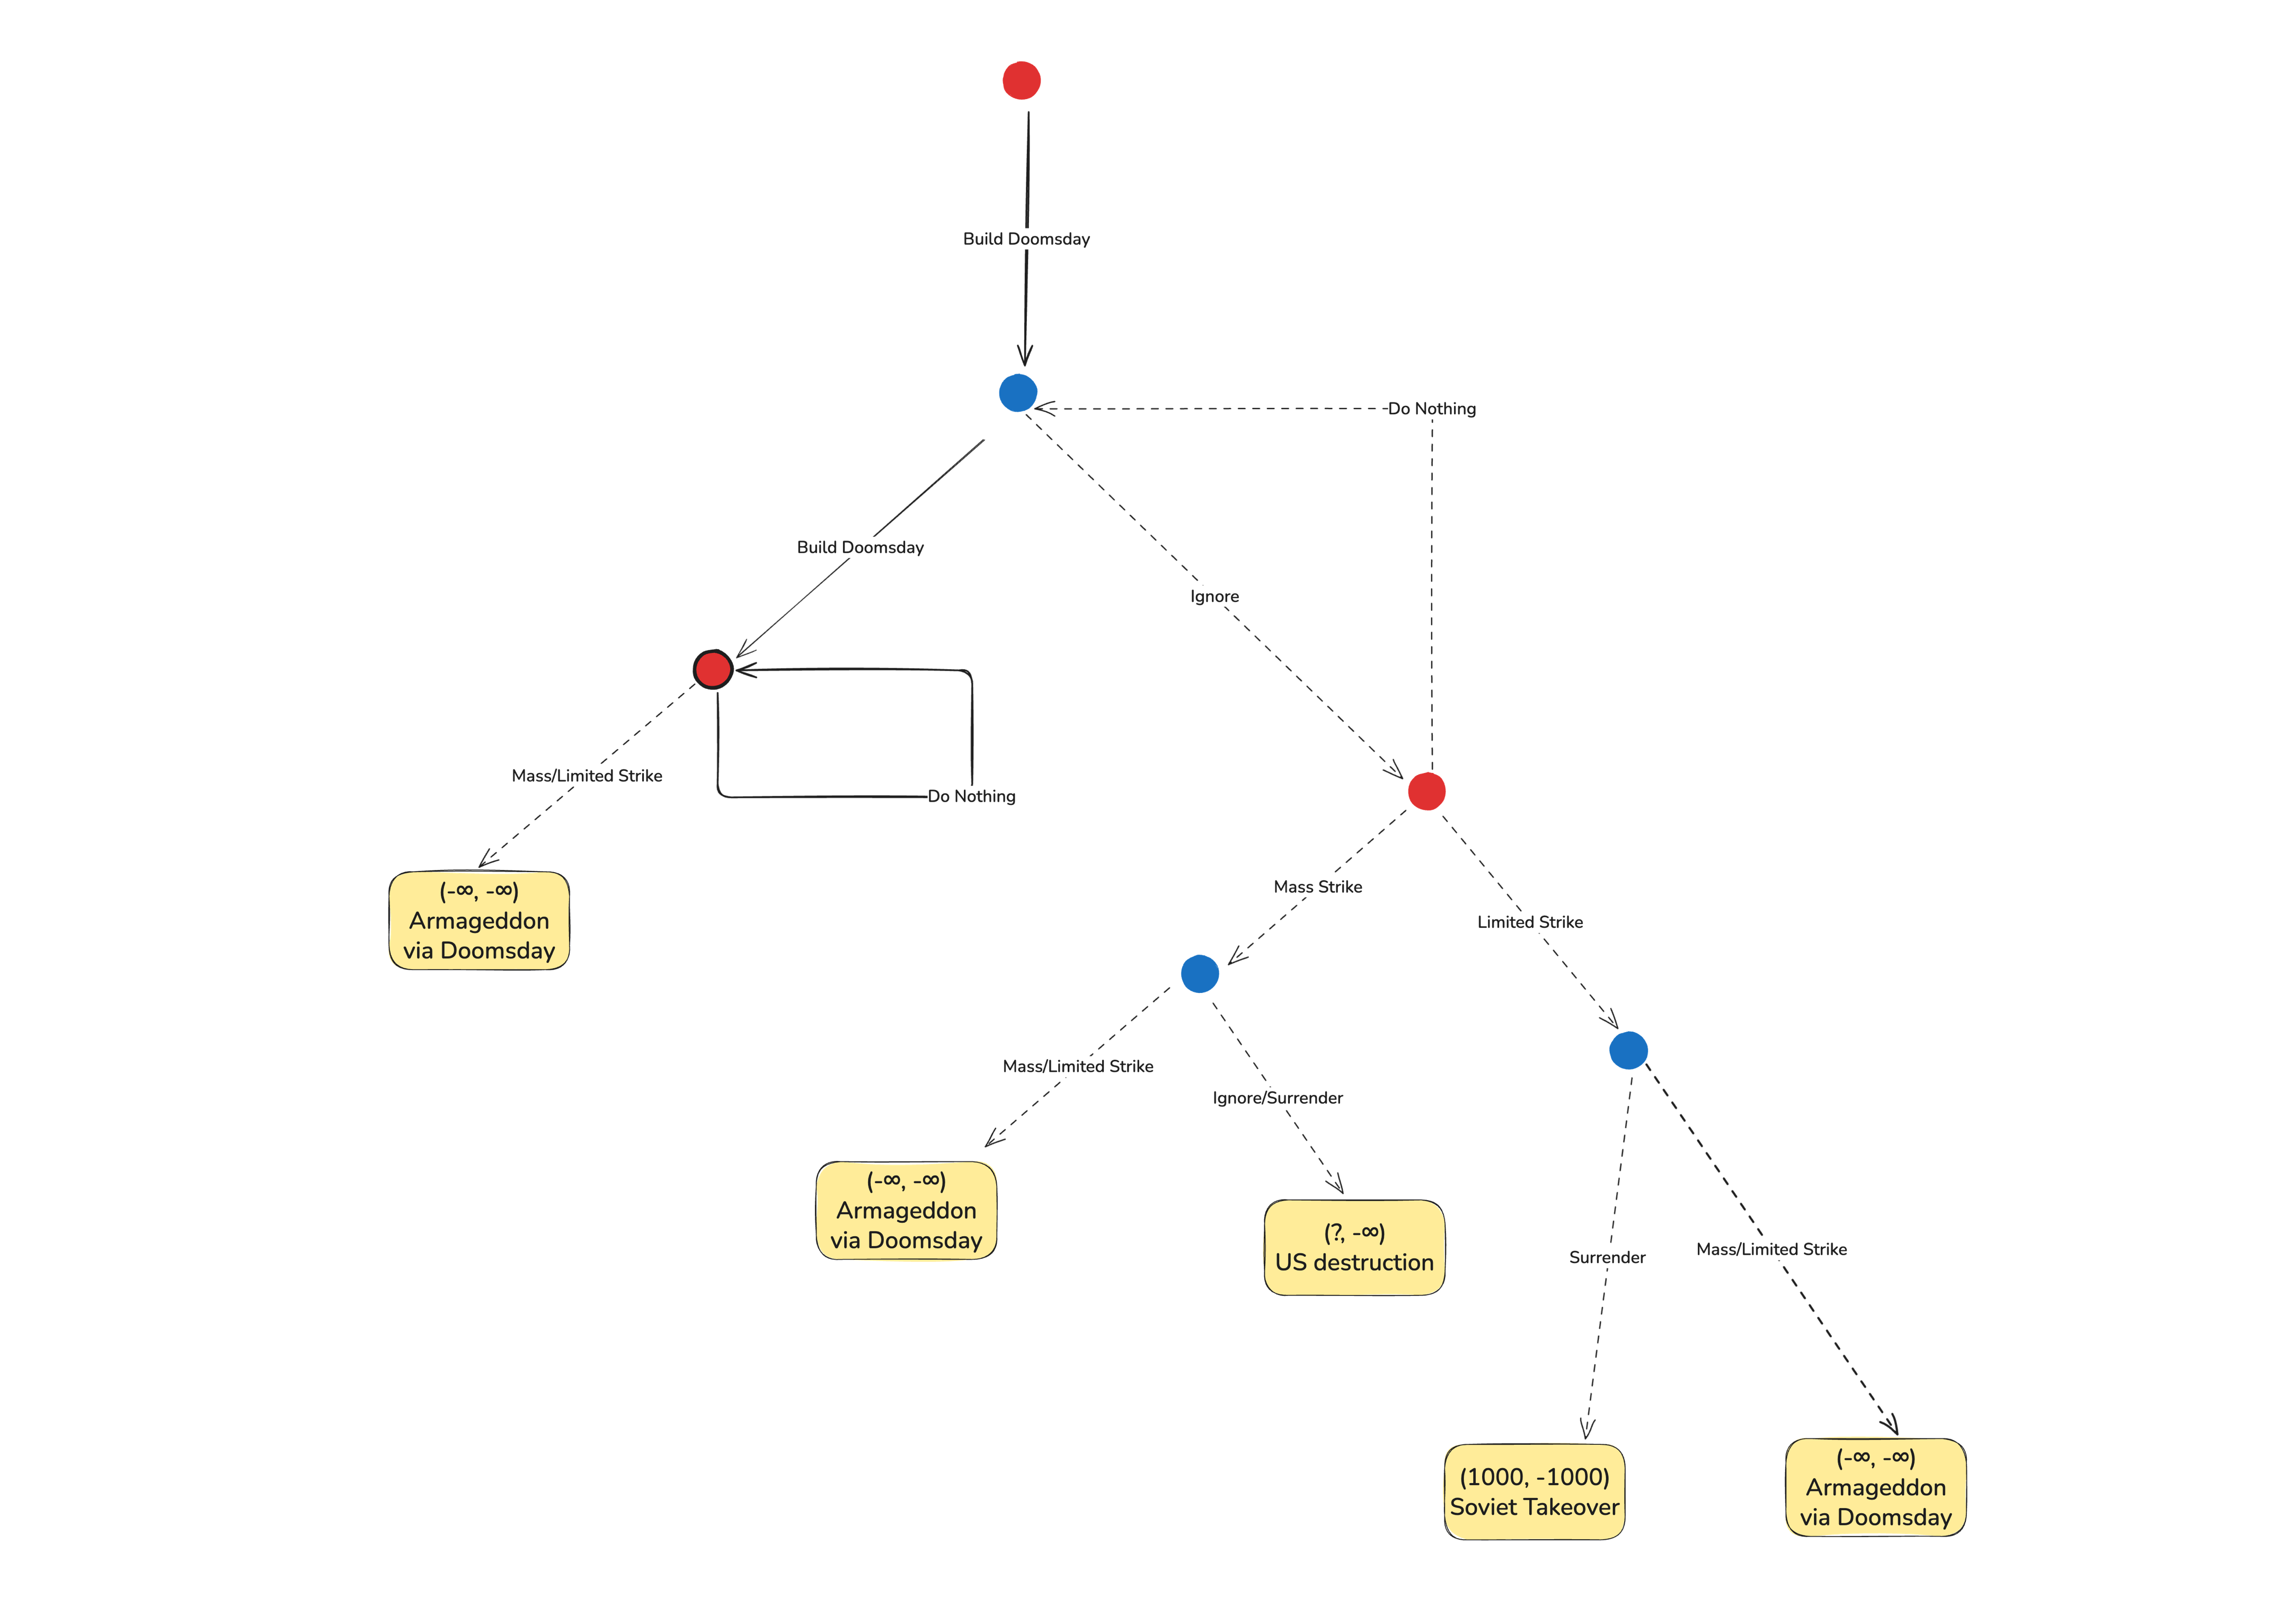 Build Doomsday
Do Nothing
Build Doomsday
Ignore
Mass/Limited Strike
Do Nothing
(-∞, -∞)
Armageddon
via Doomsday
Mass Strike
Limited Strike
Mass/Limited Strike
Ignore/Surrender
(-∞, -∞)
Armageddon
via Doomsday
(?, -∞)
US destruction
Surrender
Mass/Limited Strike
(1000, -1000)
Soviet Takeover
(-∞, -∞)
Armageddon
via Doomsday